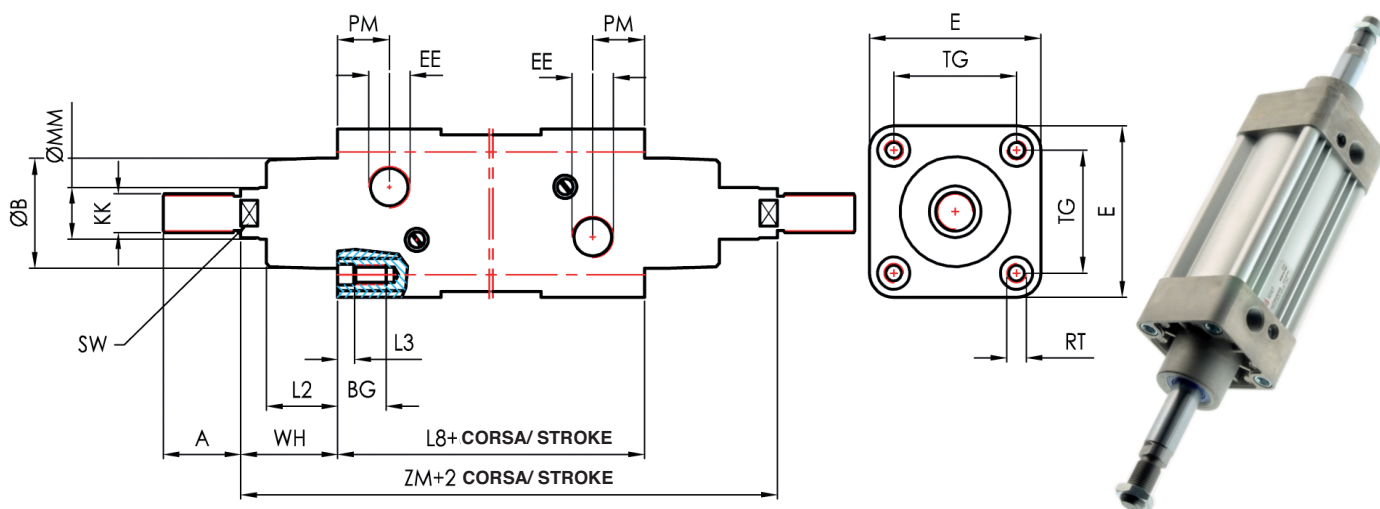 PM
PM
E
EE
EE
TG
ØMM
ØB
KK
TG
E
SW
L3
RT
L2
BG
A
WH
L8+ CORSA/ STROKE
ZM+2 CORSA/ STROKE